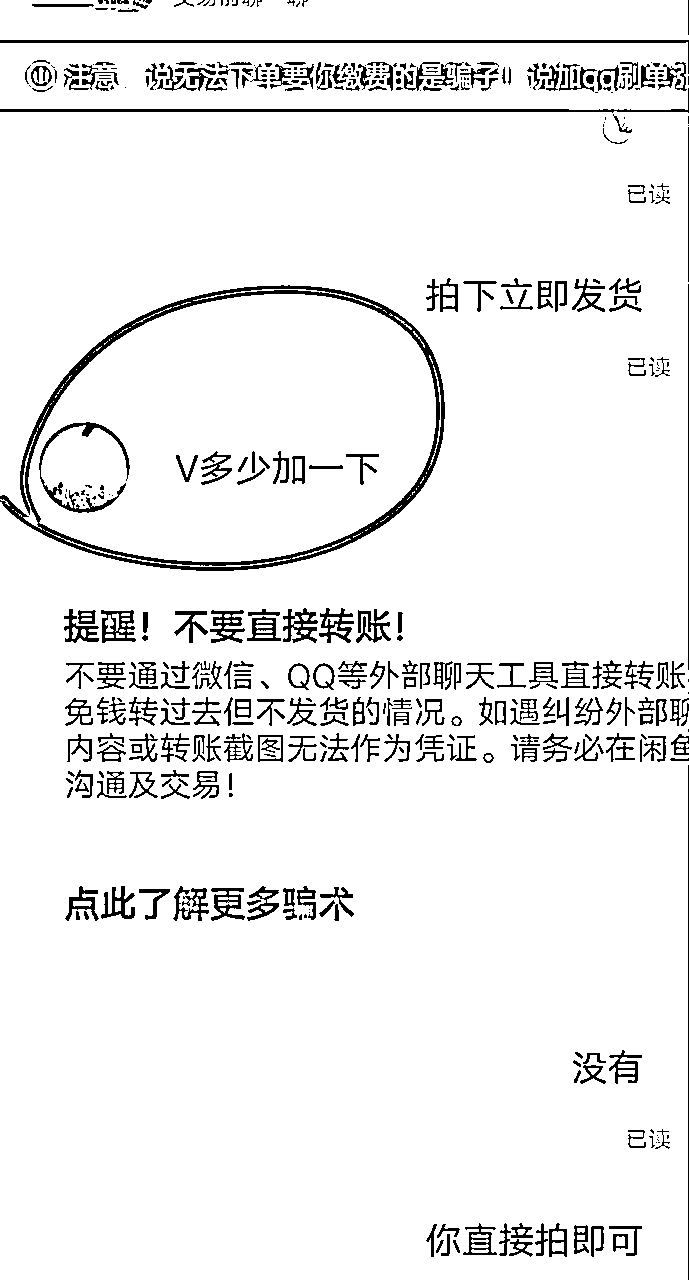 注意 说无法下单要你缴费的是骗子!! 说加qq刷单
已读
拍下立即发货
已读
V多少加一下
提醒！不要直接转账！
不要通过微信、QQ等外部聊天工具直接转账
免钱转过去但不发货的情况。如遇纠纷外部聊
内容或转账截图无法作为凭证。请务必在闲鱼
沟通及交易！
点此了解更多骗术
没有
已读
你直接拍即可